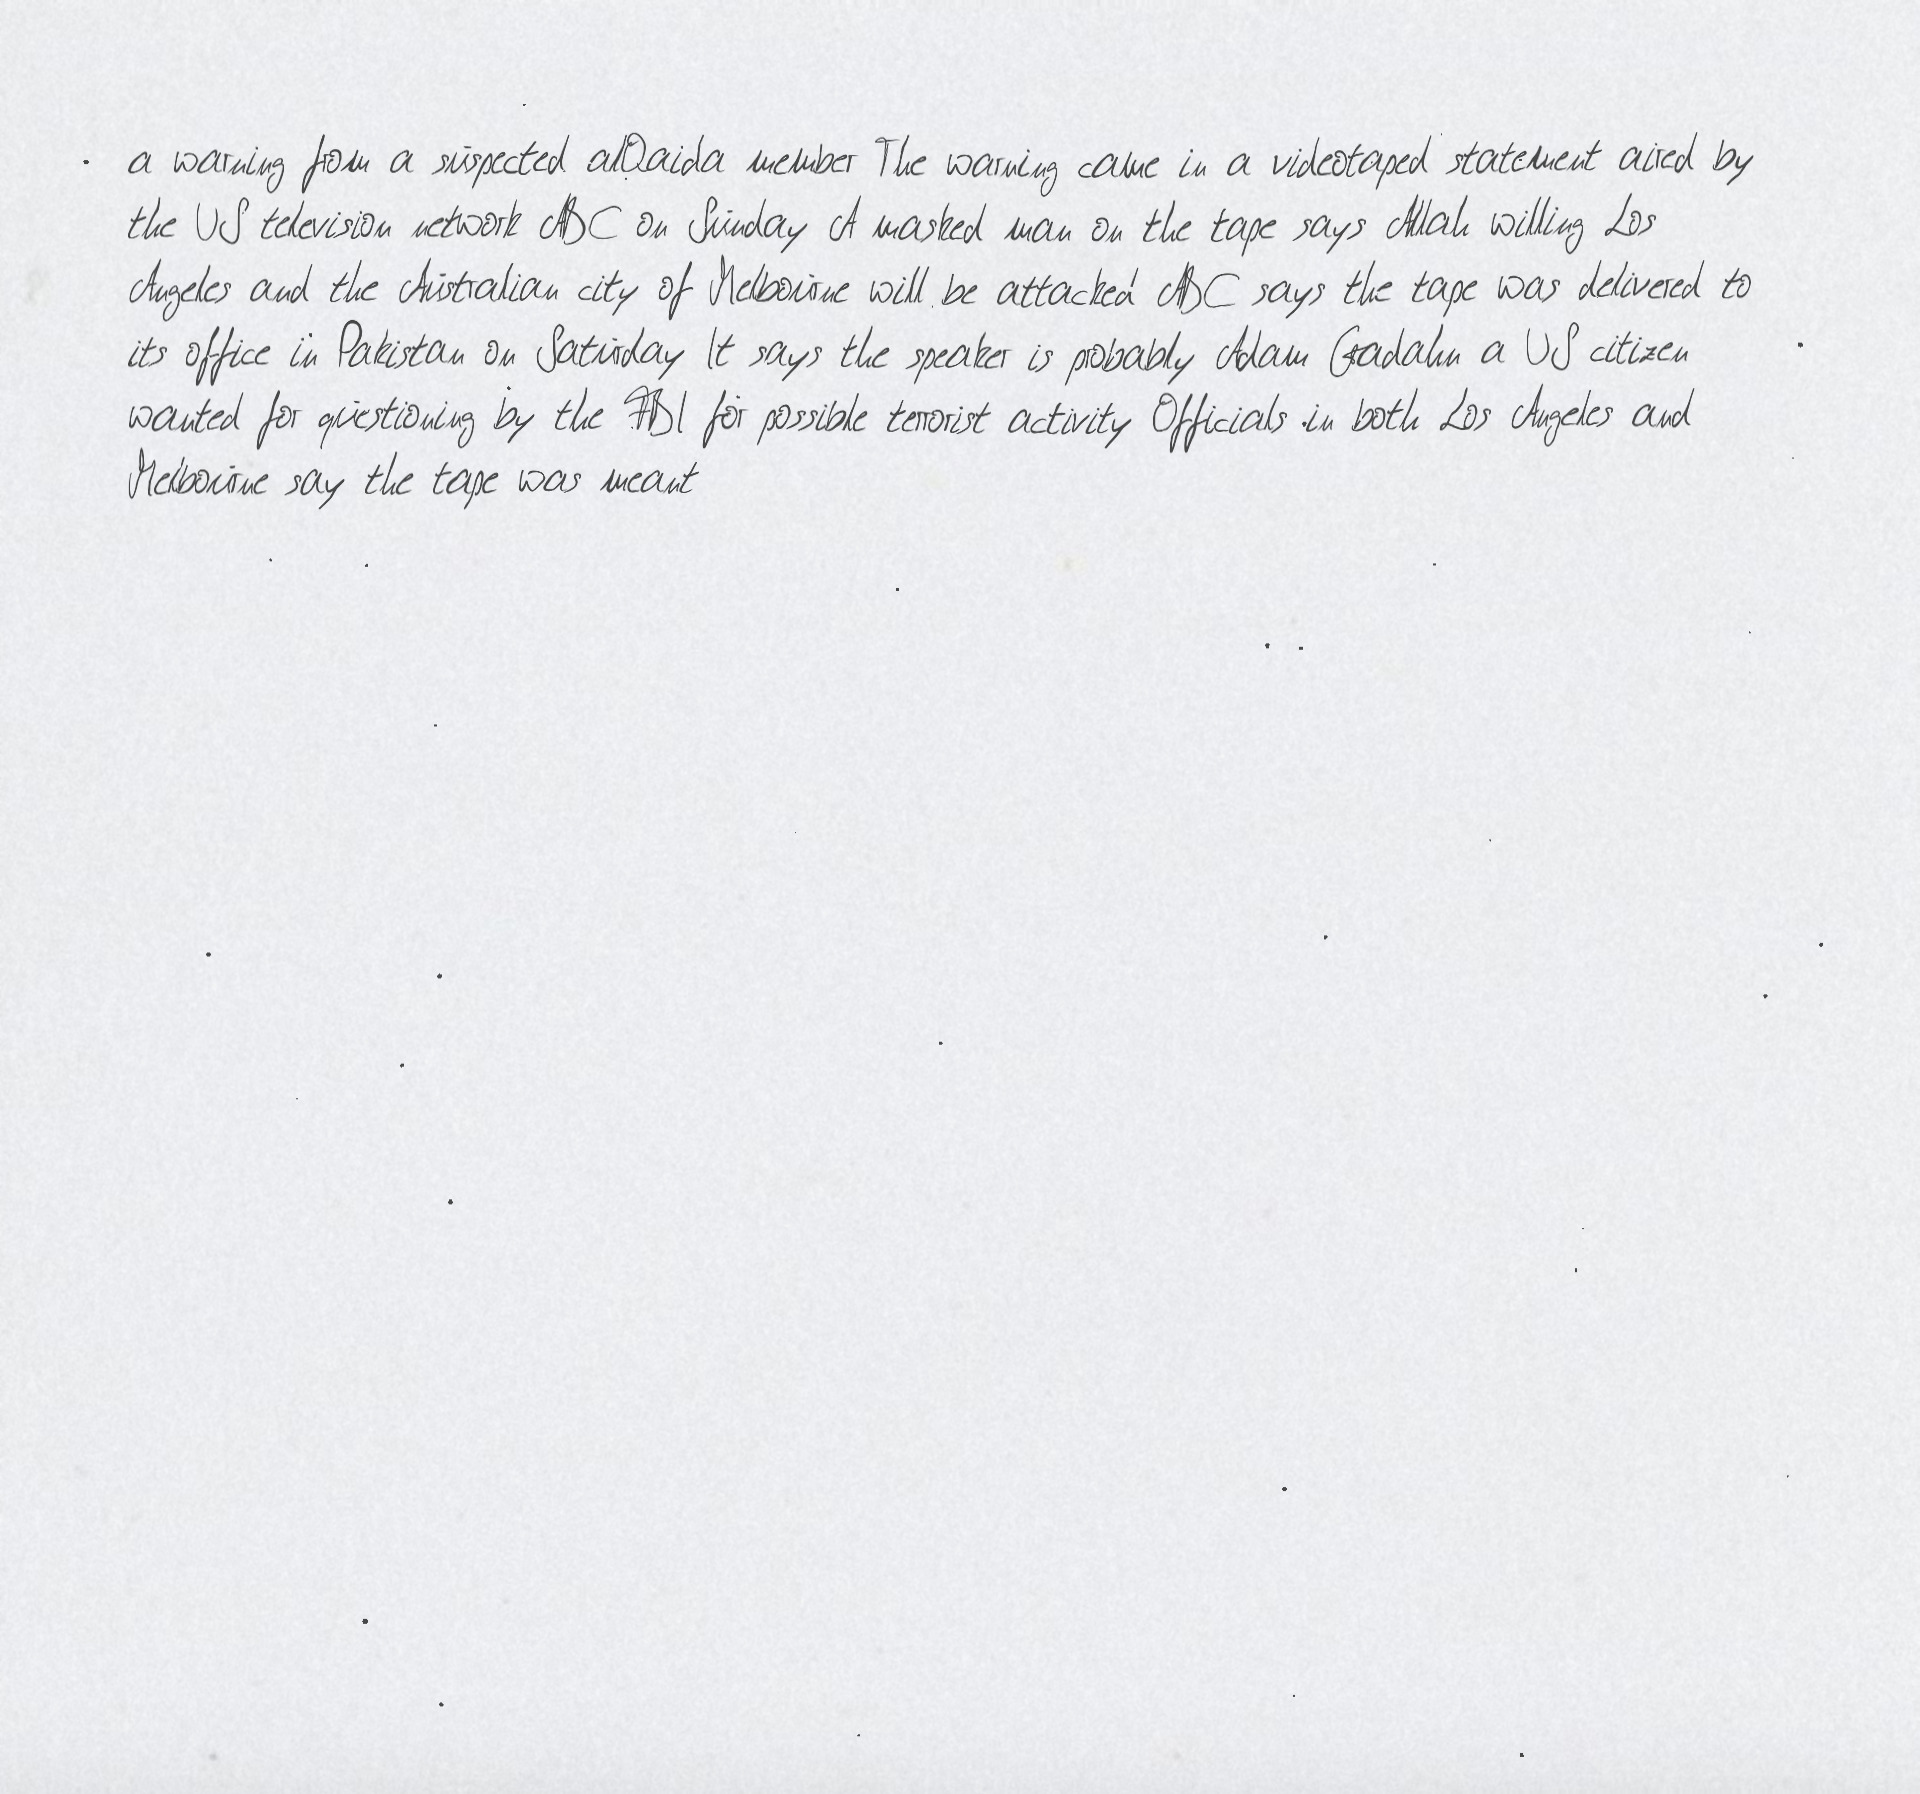 a warning from a suspected alQaida member The warning came in a videotaped statement aired by
the US television network ABC on Sunday A masked man on the tape says Allah willing Los
Angeles and the Australian city of Melbourne will be attacked ABC says the tape was delivered to
its office in Pakistan on Saturday It says the speaker is probably Adam Gadahn a US citizen
wanted for questioning by the FBI for possible terrorist activity Officials in both Los Angeles and
Melbourne say the tape was meant